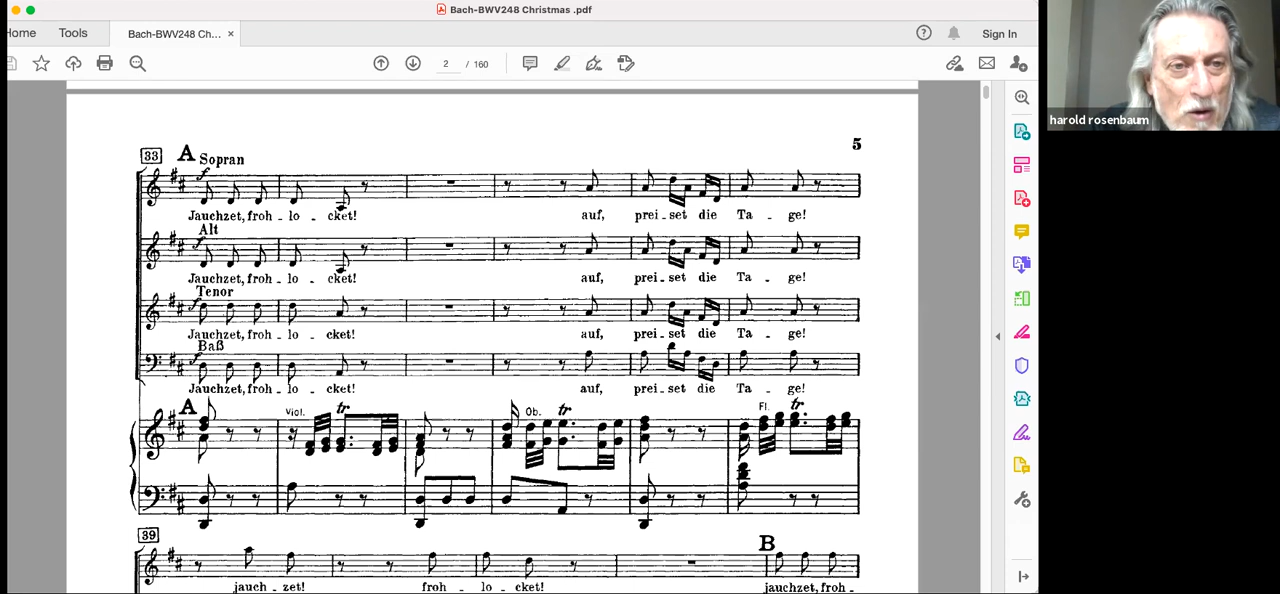 Bach-BWV248 Christmas .pdf
Home Tools Bach-BWV248 Ch... × Sign In
2 / 160
harold rosenbaum
5
33 A Sopran
f
Jauchzet, froh - lo - cket! auf, prei - set die Ta - ge!
Alt
f
Jauchzet, froh - lo - cket! auf, prei - set die Ta - ge!
Tenor
f
Jauchzet, froh - lo - cket! auf, prei - set die Ta - ge!
Baß
f
Jauchzet, froh - lo - cket! auf, prei - set die Ta - ge!
A Viol. tr Ob. tr Fl. tr
39 B
jauch - zet! froh - lo - cket! jauchzet, froh -